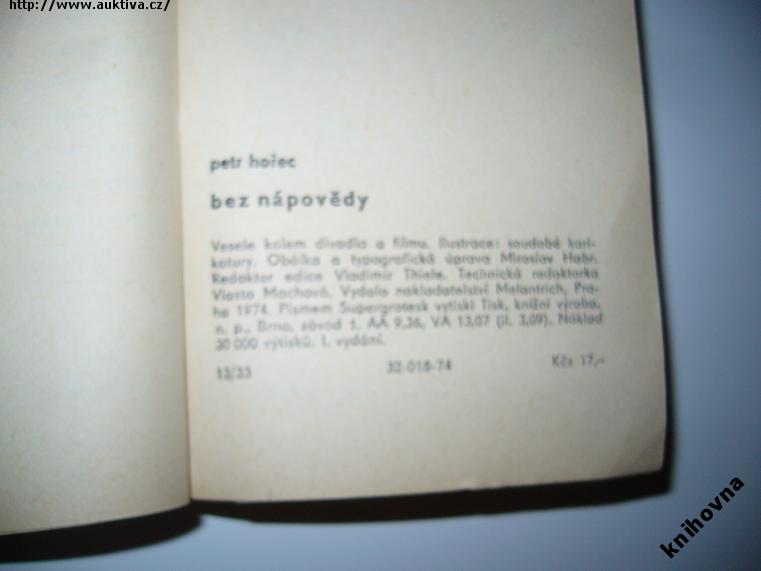 http://www.auktiva.cz/
petr hořec
bez nápovědy
Vesele kolem divadla a filmu. Ilustrace: soudobé kari-
katury. Obálka a typografická úprava Miroslav Habr.
Redaktor edice Vladimír Thiele. Technická redaktorka
Vlasta Machová. Vydalo nakladatelství Melantrich, Pra-
ha 1974. Písmem Supergrotesk vytiskl Tisk, knižní výroba,
n. p., Brno, závod 1. AA 9,36, VA 13,07 (il. 3,09). Náklad
30 000 výtisků. I. vydání.
13/33 32-018-74 Kčs 17,–
knihovna